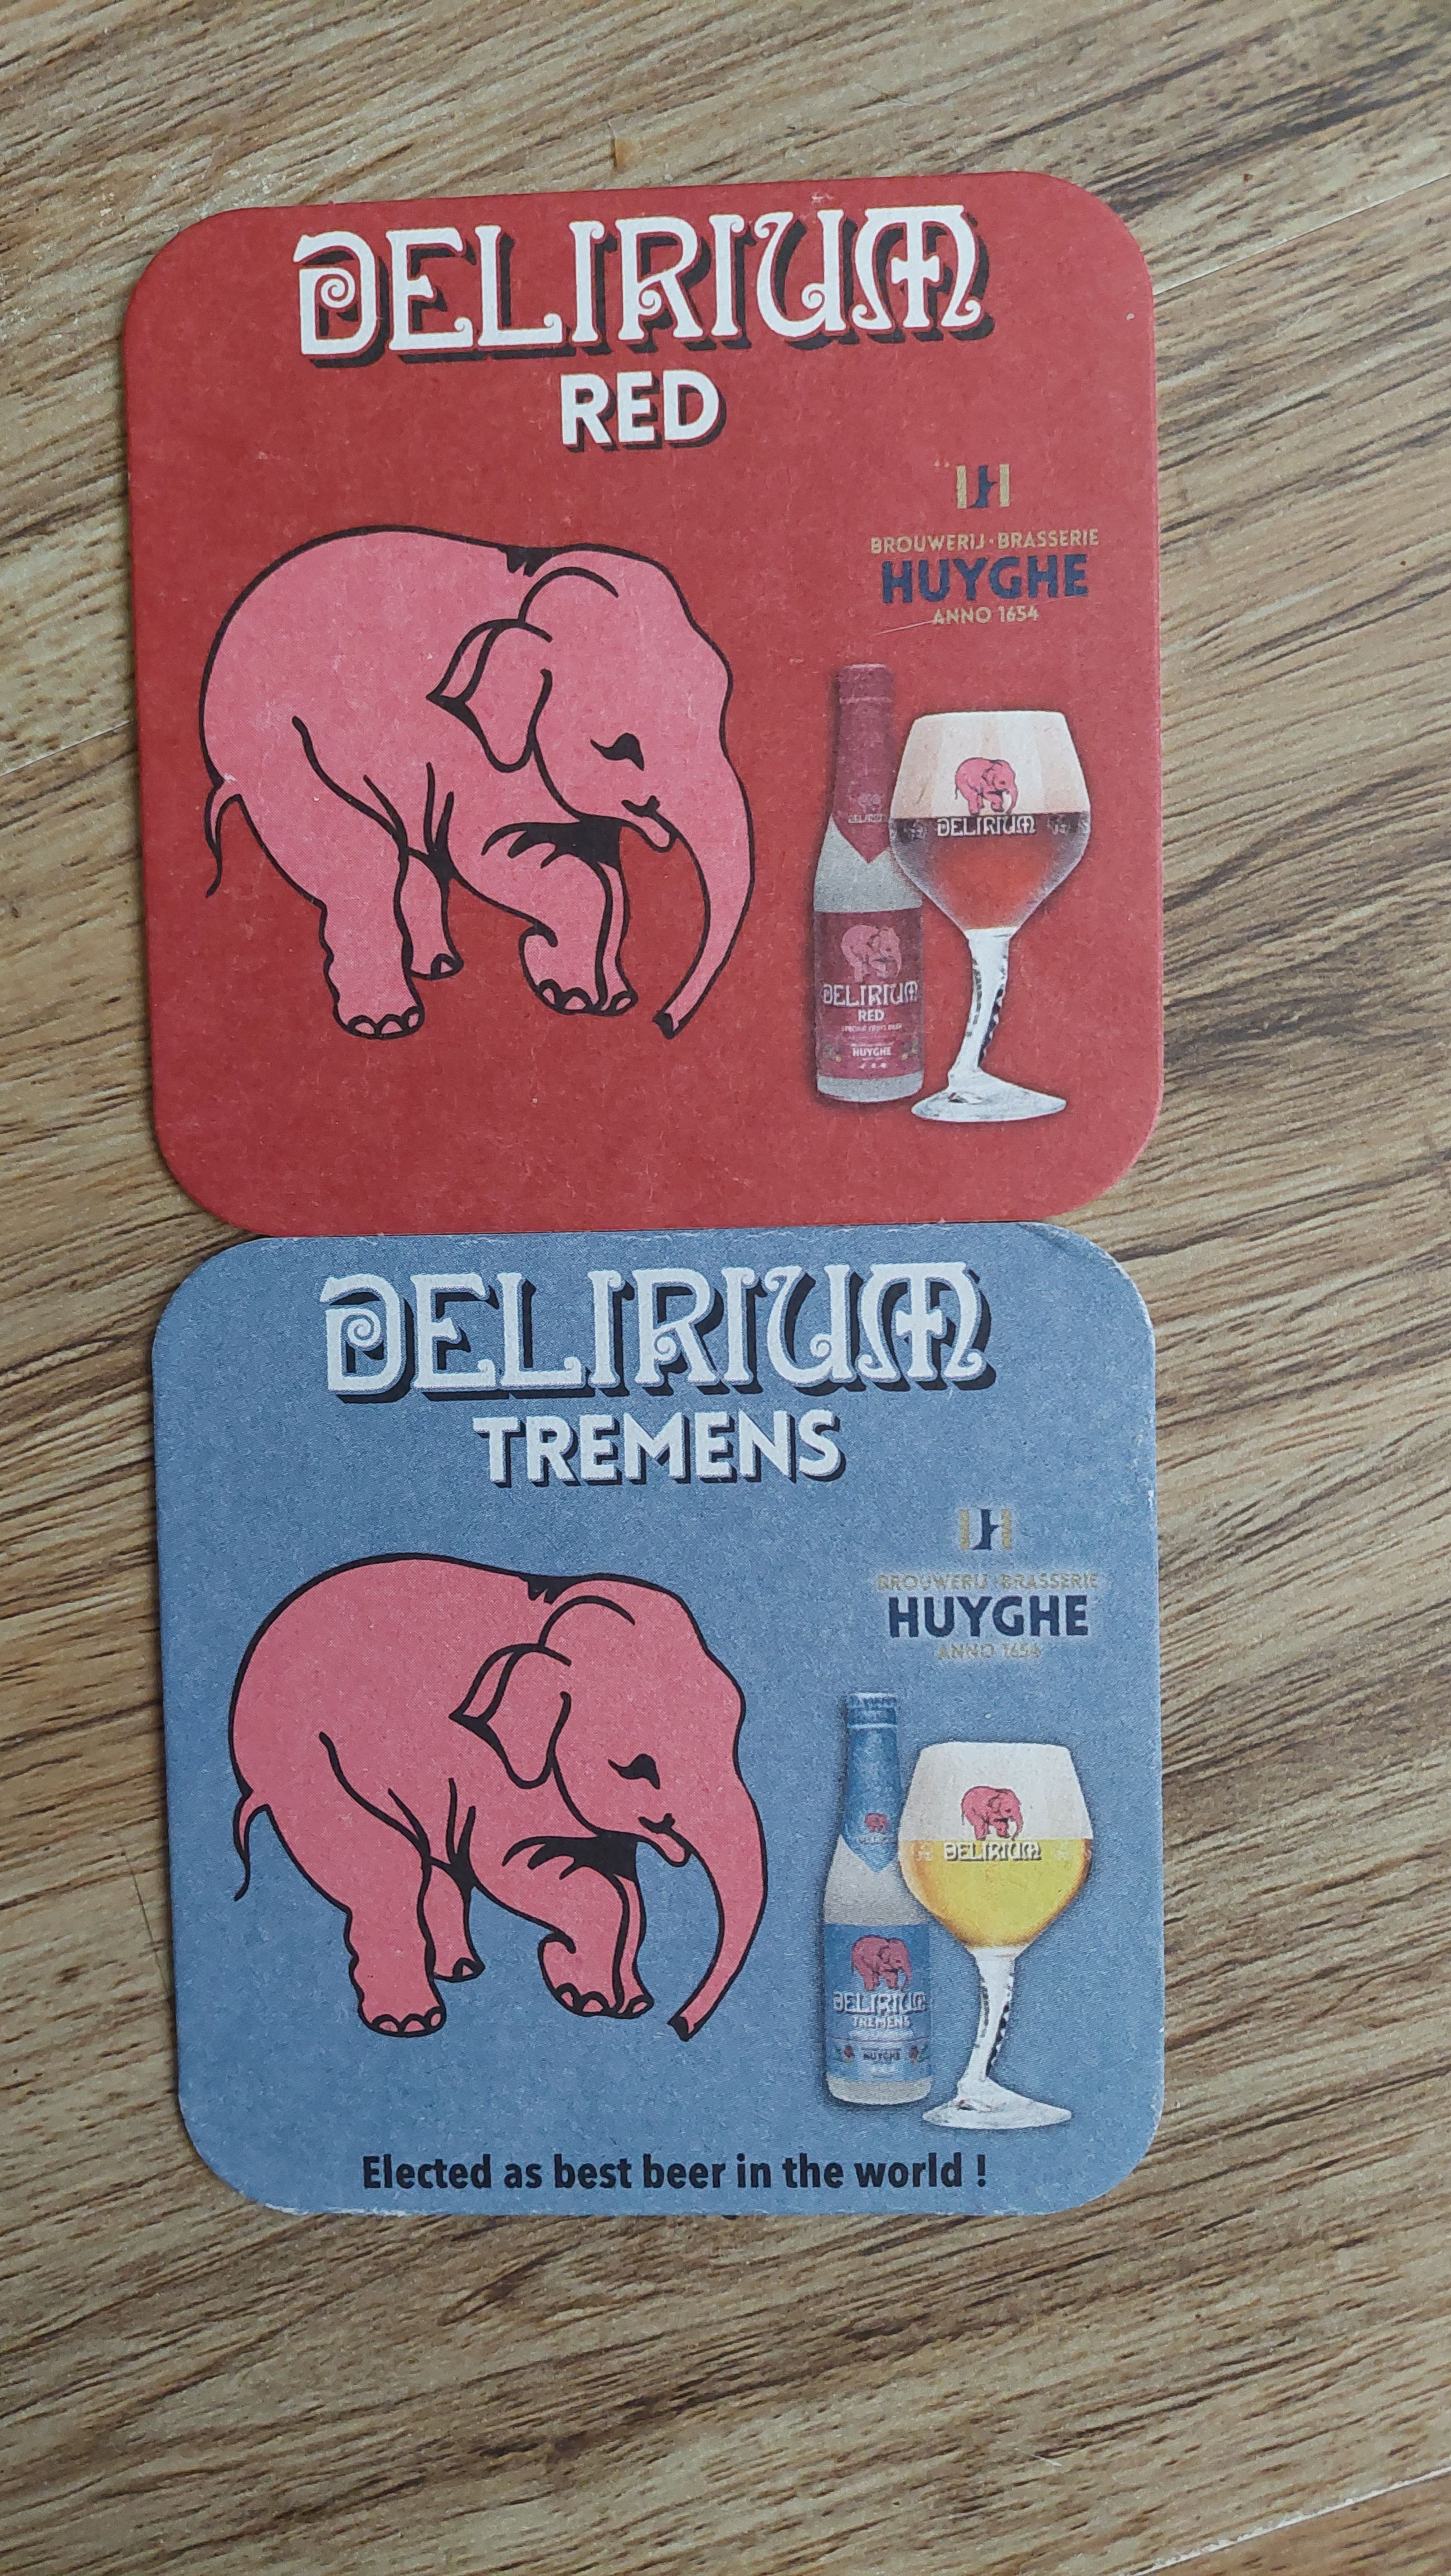 DELIRIUM
RED
BROUWERIJ·BRASSERIE
HUYGHE
ANNO 1654
DELIRIUM
DELIRIUM
RED
HUYGHE
DELIRIUM
TREMENS
BROUWERIJ·BRASSERIE
HUYGHE
ANNO 1654
DELIRIUM
DELIRIUM
TREMENS
HUYGHE
Elected as best beer in the world !